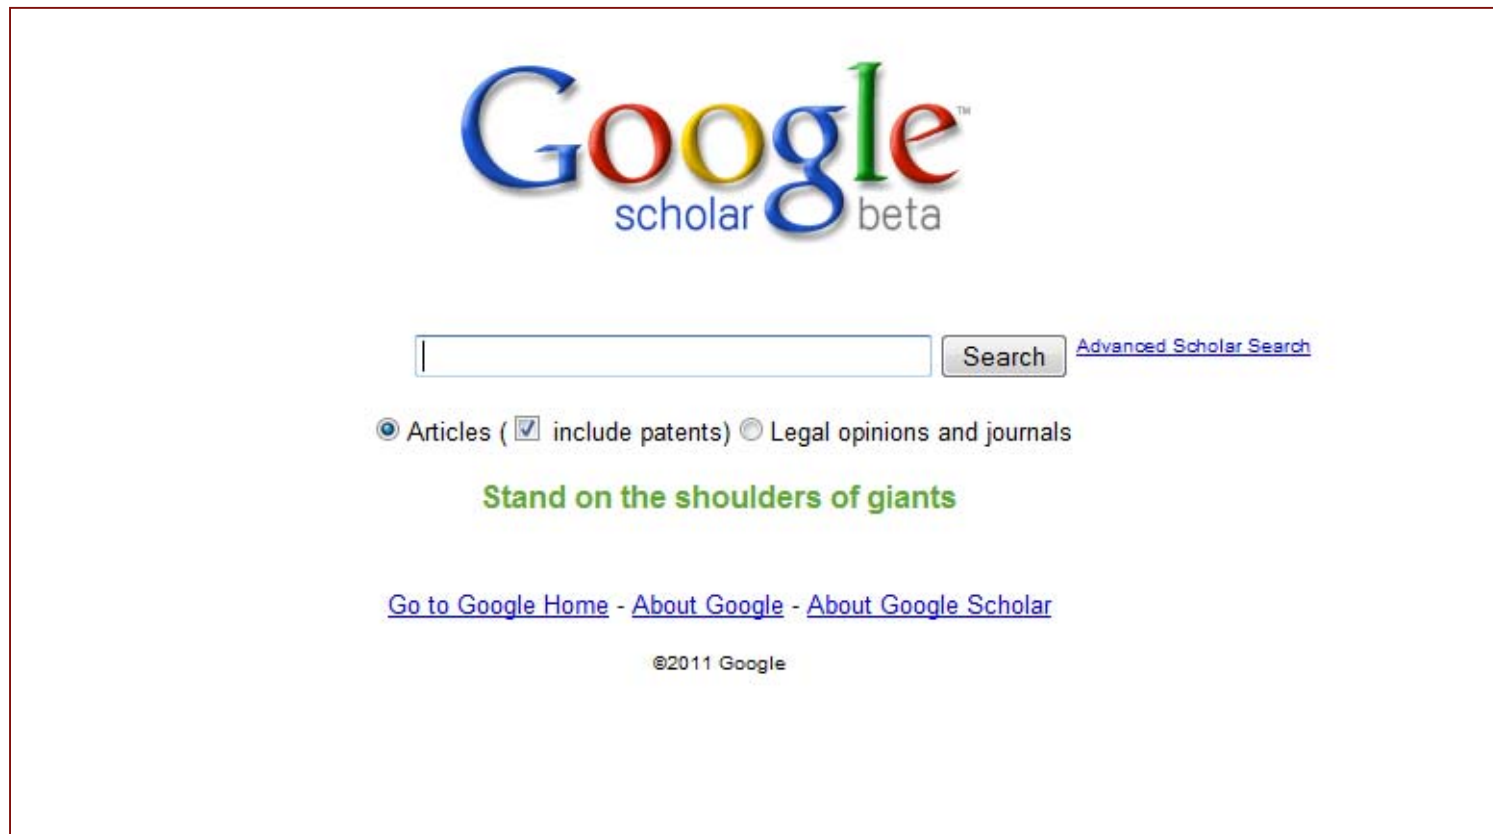 Google™
scholar beta
Search Advanced Scholar Search
Articles ( include patents) Legal opinions and journals
Stand on the shoulders of giants
Go to Google Home - About Google - About Google Scholar
©2011 Google